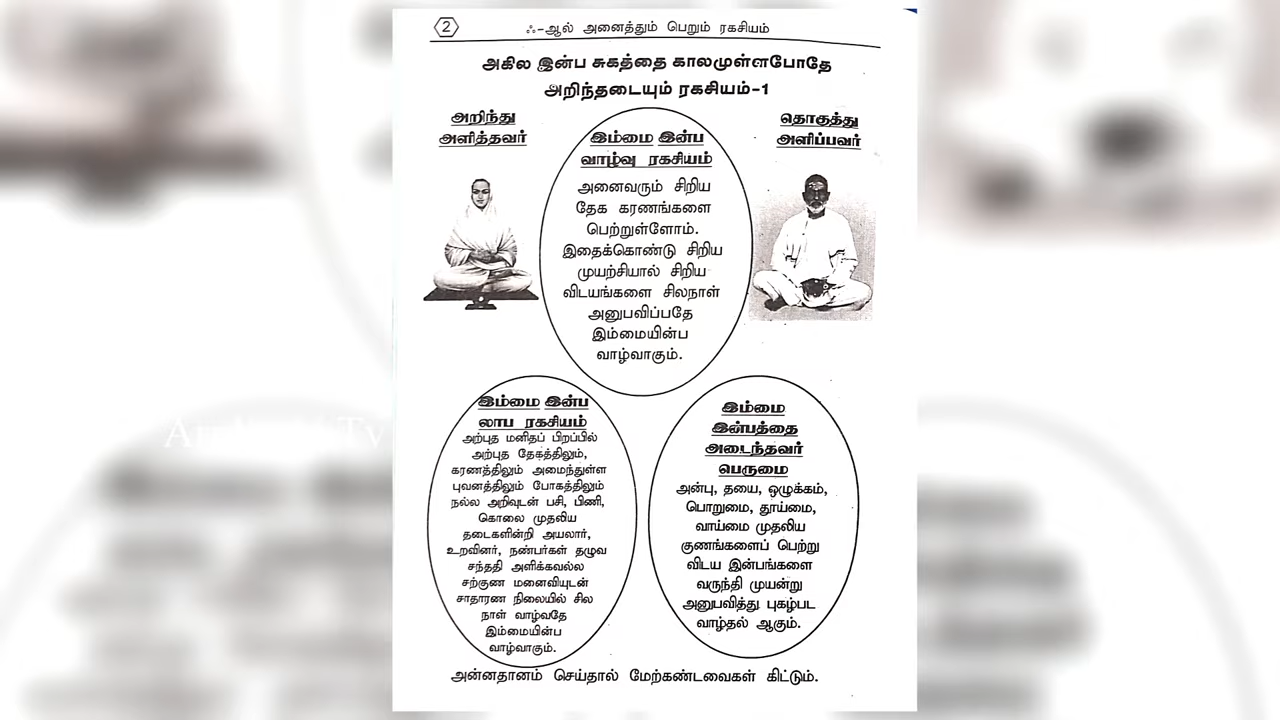 2
ஃ-ஆல் அனைத்தும் பெறும் ரகசியம்
அகில இன்ப சுகத்தை காலமுள்ளபோதே
அறிந்தடையும் ரகசியம்-1
அறிந்து
அளித்தவர்
இம்மை இன்ப
வாழ்வு ரகசியம்
அனைவரும் சிறிய
தேக கரணங்களை
பெற்றுள்ளோம்.
இதைக்கொண்டு சிறிய
முயற்சியால் சிறிய
விடயங்களை சிலநாள்
அனுபவிப்பதே
இம்மையின்ப
வாழ்வாகும்.
தொகுத்து
அளிப்பவர்
இம்மை இன்ப
லாப ரகசியம்
அற்புத மனிதப் பிறப்பில்
அற்புத தேகத்திலும்,
கரணத்திலும் அமைந்துள்ள
புவனத்திலும் போகத்திலும்
நல்ல அறிவுடன் பசி, பிணி,
கொலை முதலிய
தடைகளின்றி அயலார்,
உறவினர், நண்பர்கள் தழுவ
சந்ததி அளிக்கவல்ல
சற்குண மனைவியுடன்
சாதாரண நிலையில் சில
நாள் வாழ்வதே
இம்மையின்ப
வாழ்வாகும்.
இம்மை
இன்பத்தை
அடைந்தவர்
பெருமை
அன்பு, தயை, ஒழுக்கம்,
பொறுமை, தூய்மை,
வாய்மை முதலிய
குணங்களைப் பெற்று
விடய இன்பங்களை
வருந்தி முயன்று
அனுபவித்து புகழ்பட
வாழ்தல் ஆகும்.
அன்னதானம் செய்தால் மேற்கண்டவைகள் கிட்டும்.